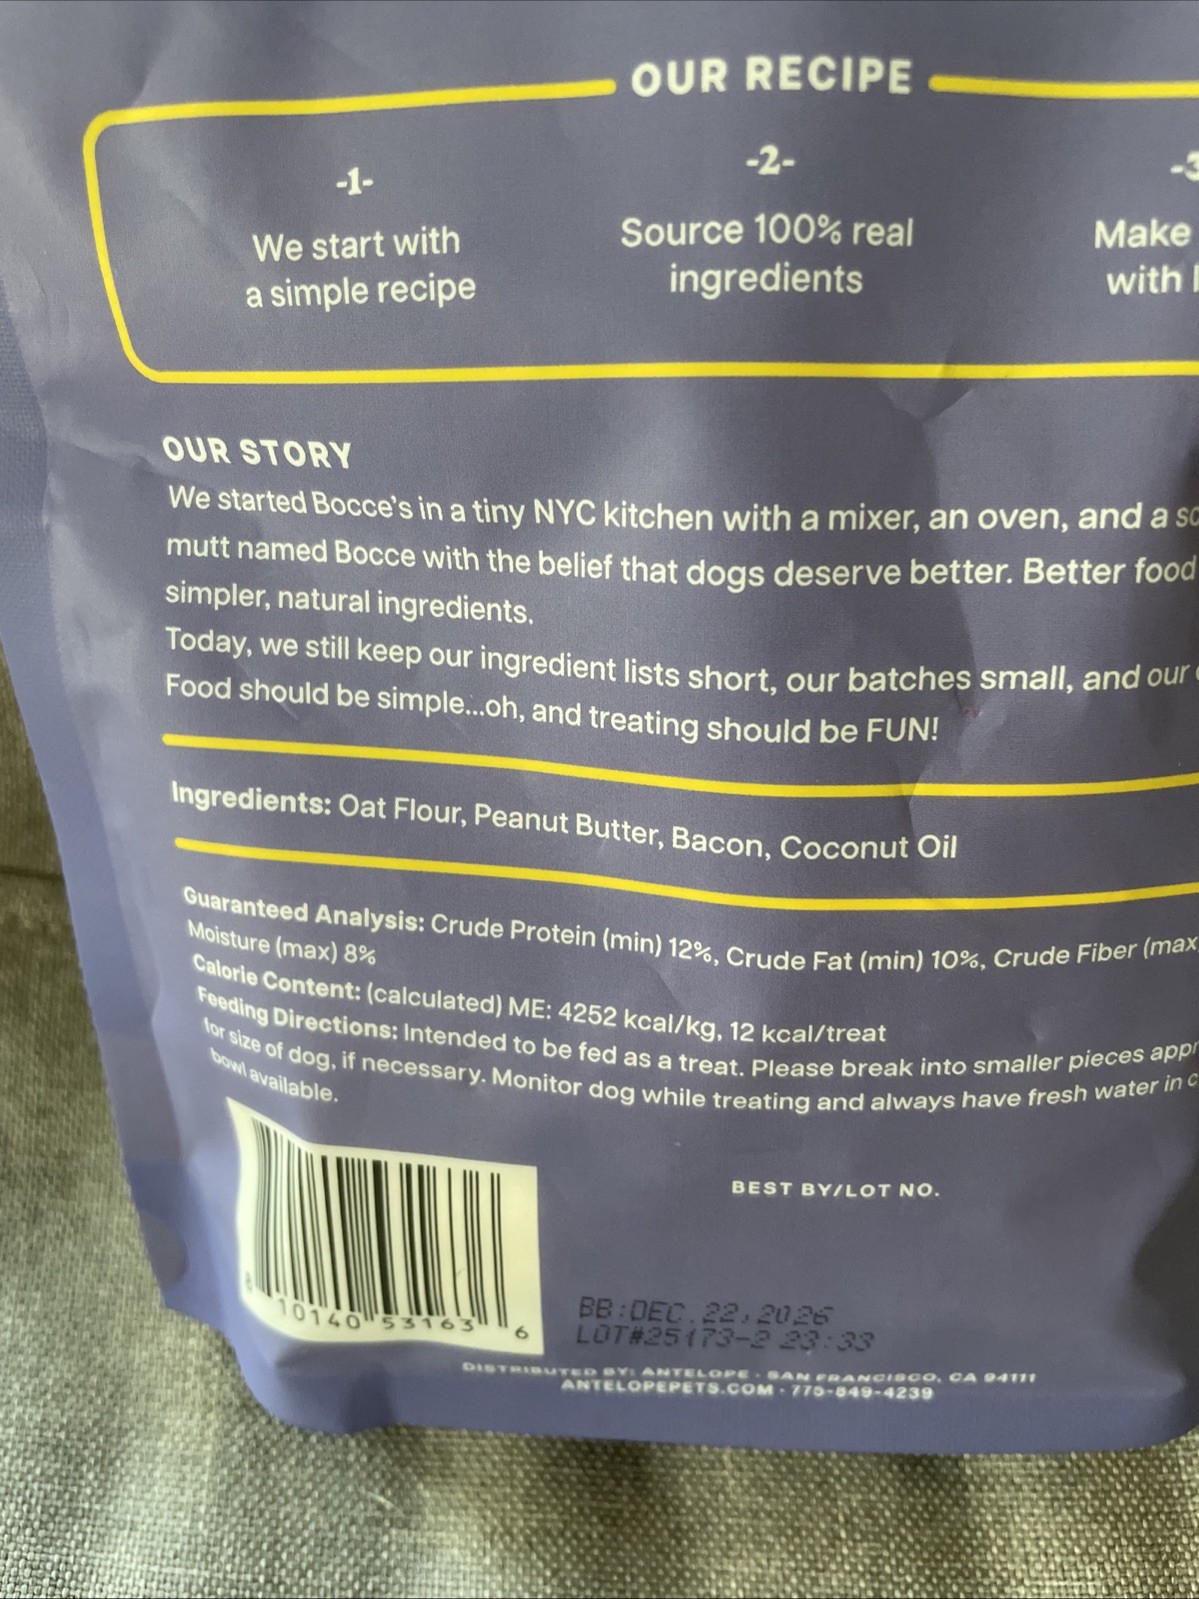 OUR RECIPE
-1-
We start with
a simple recipe
-2-
Source 100% real
ingredients
-3
Make
with
OUR STORY
We started Bocce's in a tiny NYC kitchen with a mixer, an oven, and a
mutt named Bocce with the belief that dogs deserve better. Better food
simpler, natural ingredients.
Today, we still keep our ingredient lists short, our batches small, and our
Food should be simple...oh, and treating should be FUN!
Ingredients: Oat Flour, Peanut Butter, Bacon, Coconut Oil
Guaranteed Analysis: Crude Protein (min) 12%, Crude Fat (min) 10%, Crude Fiber (max
Moisture (max) 8%
Calorie Content: (calculated) ME: 4252 kcal/kg, 12 kcal/treat
Feeding Directions: Intended to be fed as a treat. Please break into smaller pieces
for size of dog, if necessary. Monitor dog while treating and always have fresh water in
bowl available.
BEST BY/LOT NO.
8 10140 53163 6
BB:DEC.22,2026
LOT#25173-2 23:33
DISTRIBUTED BY: ANTELOPE · SAN FRANCISCO, CA 94111
ANTELOPEPETS.COM · 775-849-4239